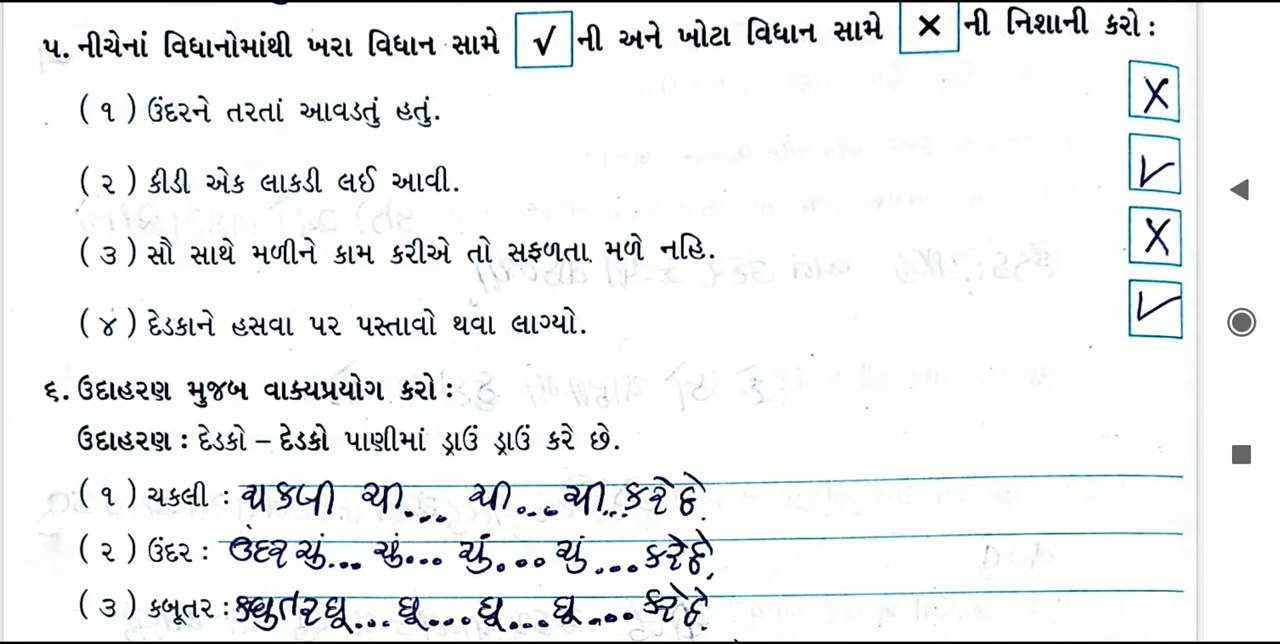 ૫. નીચેનાં વિધાનોમાંથી ખરા વિધાન સામે √ ની અને ખોટા વિધાન સામે × ની નિશાની કરો :
( ૧ ) ઉંદરને તરતાં આવડતું હતું. X
( ૨ ) કીડી એક લાકડી લઈ આવી. ✓
( ૩ ) સૌ સાથે મળીને કામ કરીએ તો સફળતા મળે નહિ. X
( ૪ ) દેડકાને હસવા પર પસ્તાવો થવા લાગ્યો. ✓
૬. ઉદાહરણ મુજબ વાક્યપ્રયોગ કરો :
ઉદાહરણ : દેડકો – દેડકો પાણીમાં ડ્રાઉં ડ્રાઉં કરે છે.
( ૧ ) ચકલી : ચકલી ચી... ચી... ચી... કરે છે.
( ૨ ) ઉંદર : ઉંદર ચું... ચું... ચું... ચું... કરે છે.
( ૩ ) કબૂતર : કબુતર ઘૂ... ઘૂ... ઘૂ... ઘૂ... કરે છે.